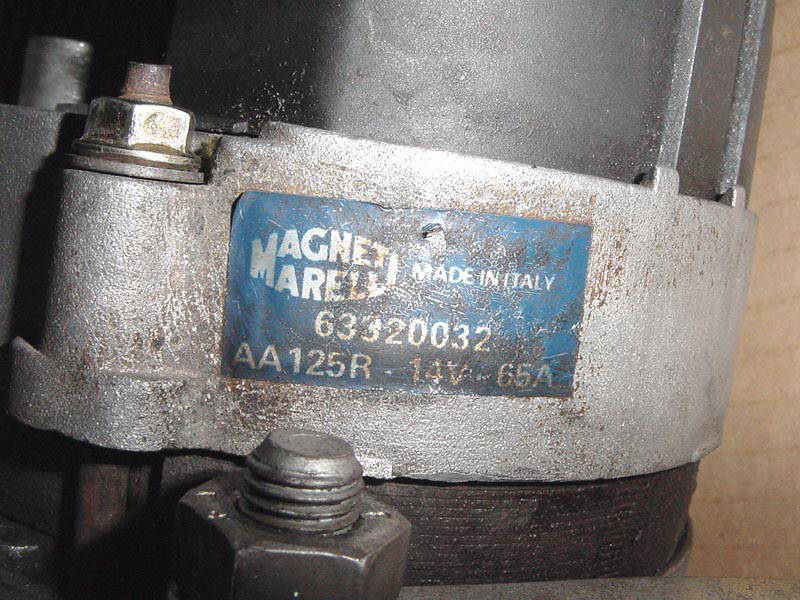 MAGNETI
MARELLI
MADE IN ITALY
63320032
AA125R - 14V - 65A